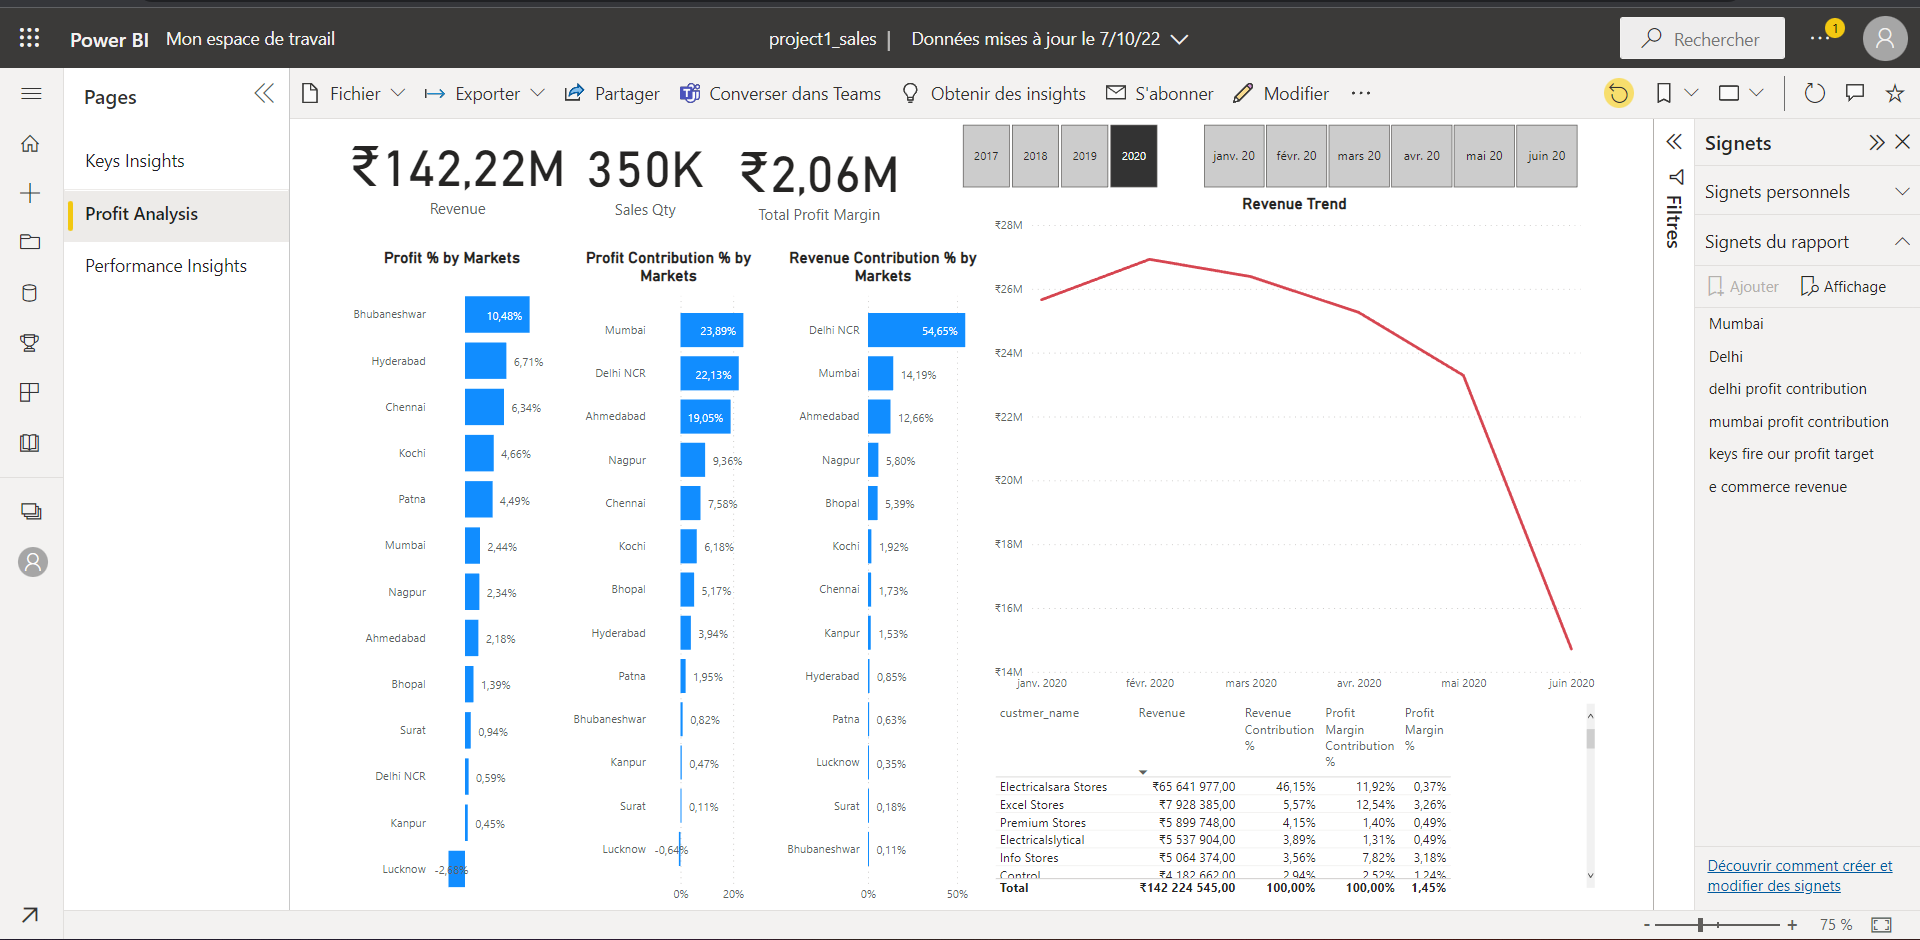 Power BI Mon espace de travail
project1_sales | Données mises à jour le 7/10/22
Rechercher
1
Pages
Keys Insights
Profit Analysis
Performance Insights
Fichier
Exporter
Partager
Converser dans Teams
Obtenir des insights
S'abonner
Modifier
₹142,22M
Revenue
350K
Sales Qty
₹2,06M
Total Profit Margin
2017 2018 2019 2020
janv. 20 févr. 20 mars 20 avr. 20 mai 20 juin 20
Profit % by Markets
Bhubaneshwar 10,48%
Hyderabad 6,71%
Chennai 6,34%
Kochi 4,66%
Patna 4,49%
Mumbai 2,44%
Nagpur 2,34%
Ahmedabad 2,18%
Bhopal 1,39%
Surat 0,94%
Delhi NCR 0,59%
Kanpur 0,45%
Lucknow
Profit Contribution % by
Markets
Mumbai 23,89%
Delhi NCR 22,13%
Ahmedabad 19,05%
Nagpur 9,36%
Chennai 7,58%
Kochi 6,18%
Bhopal 5,17%
Hyderabad 3,94%
Patna 1,95%
Bhubaneshwar 0,82%
Kanpur 0,47%
Surat 0,11%
Lucknow -0,64%
0% 20%
Revenue Contribution % by
Markets
Delhi NCR 54,65%
Mumbai 14,19%
Ahmedabad 12,66%
Nagpur 5,80%
Bhopal 5,39%
Kochi 1,92%
Chennai 1,73%
Kanpur 1,53%
Hyderabad 0,85%
Patna 0,63%
Lucknow 0,35%
Surat 0,18%
Bhubaneshwar 0,11%
0% 50%
Revenue Trend
₹28M
₹26M
₹24M
₹22M
₹20M
₹18M
₹16M
₹14M
janv. 2020 févr. 2020 mars 2020 avr. 2020 mai 2020 juin 2020
custmer_name Revenue Revenue Profit Profit
Contribution Margin Margin
% Contribution %
%
Electricalsara Stores ₹65 641 977,00 46,15% 11,92% 0,37%
Excel Stores ₹7 928 385,00 5,57% 12,54% 3,26%
Premium Stores ₹5 899 748,00 4,15% 1,40% 0,49%
Electricalslytical ₹5 537 904,00 3,89% 1,31% 0,49%
Info Stores ₹5 064 374,00 3,56% 7,82% 3,18%
Control ₹4 182 662,00 2,94% 2,52% 1,24%
Total ₹142 224 545,00 100,00% 100,00% 1,45%
Filtres
Signets
Signets personnels
Signets du rapport
Ajouter Affichage
Mumbai
Delhi
delhi profit contribution
mumbai profit contribution
keys fire our profit target
e commerce revenue
Découvrir comment créer et
modifier des signets
- + 75 %